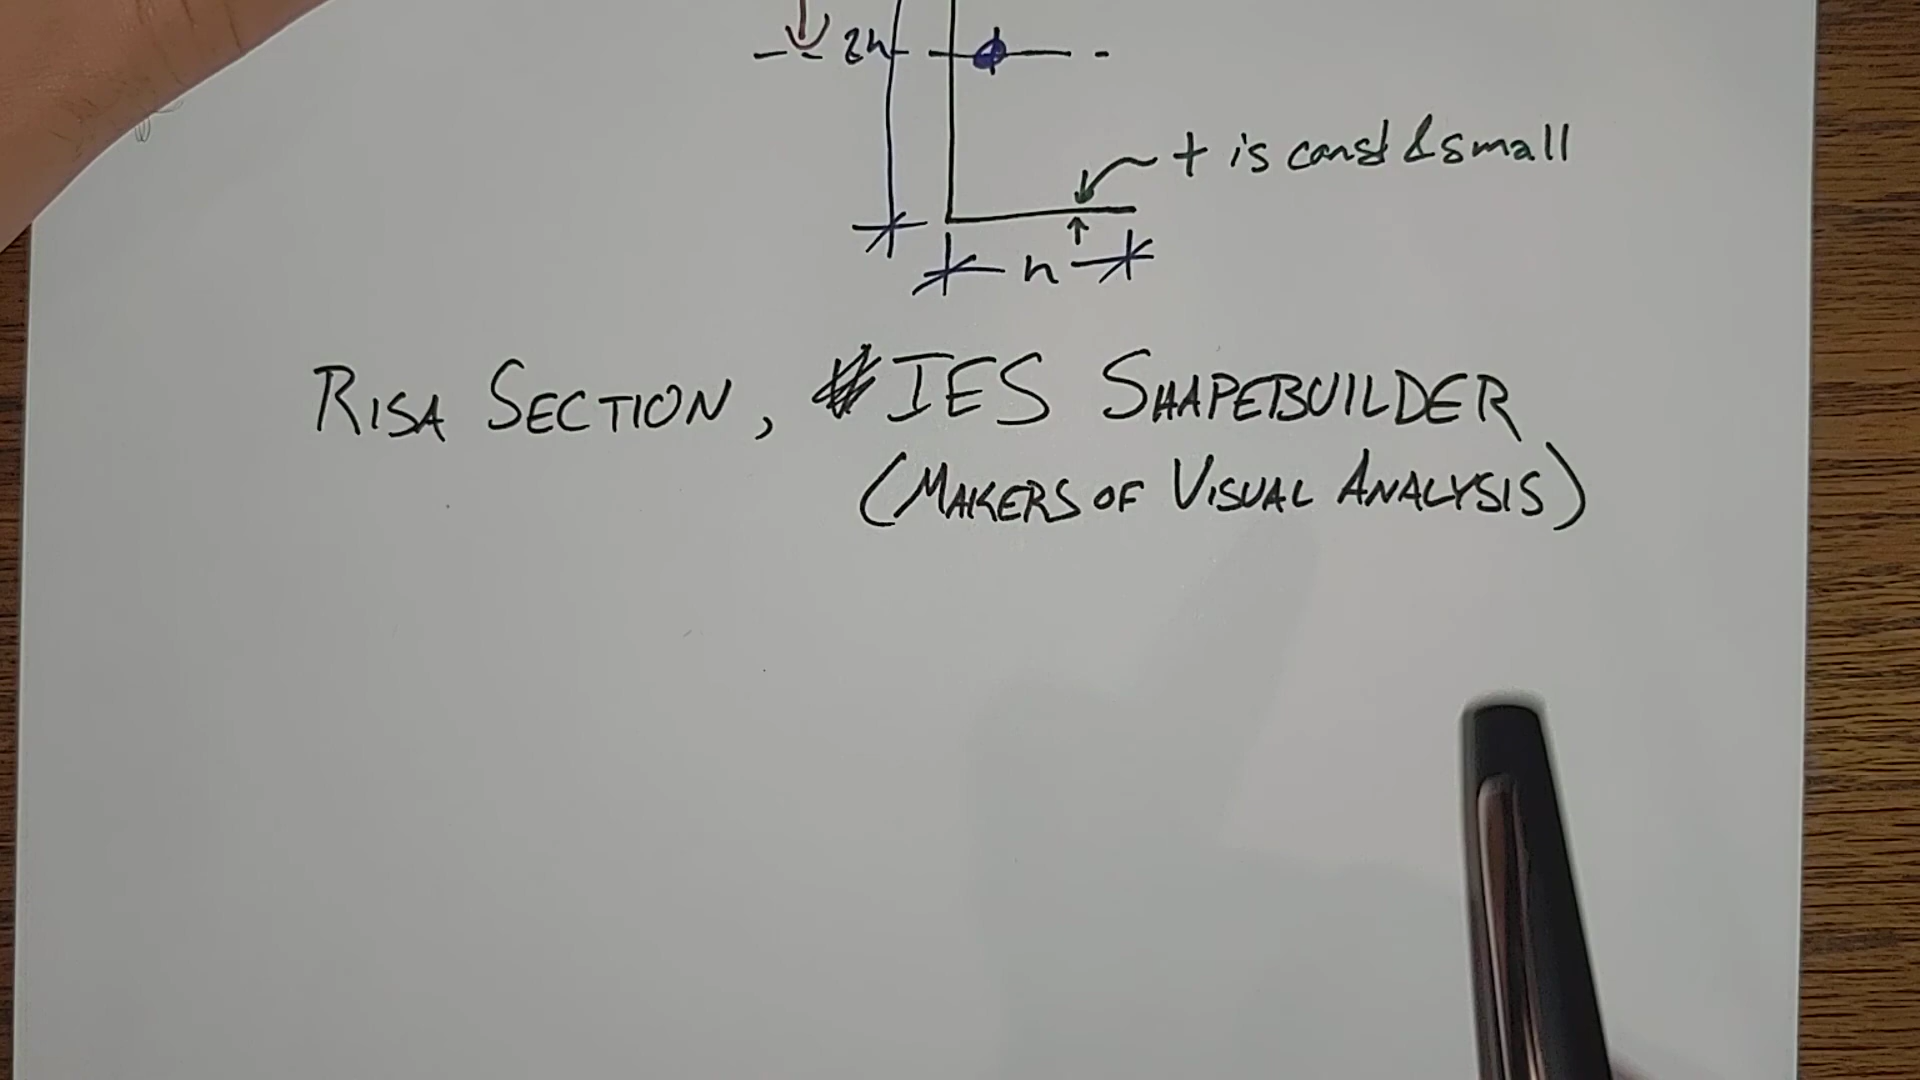 2h
t is const & small
h
RISA SECTION, IES SHAPEBUILDER
(MAKERS OF VISUAL ANALYSIS)